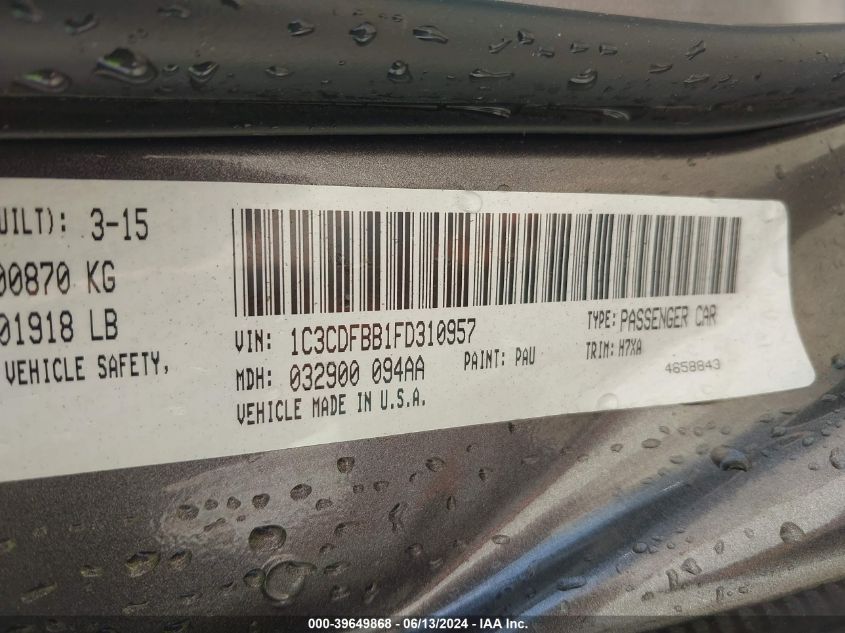 UILT): 3-15
00870 KG
01918 LB
VEHICLE SAFETY,
VIN: 1C3CDFBB1FD310957
TYPE: PASSENGER CAR
MDH: 032900 094AA
PAINT: PAU
TRIM: H7XA
VEHICLE MADE IN U.S.A.
4658843
000-39649868 - 06/13/2024 - IAA Inc.